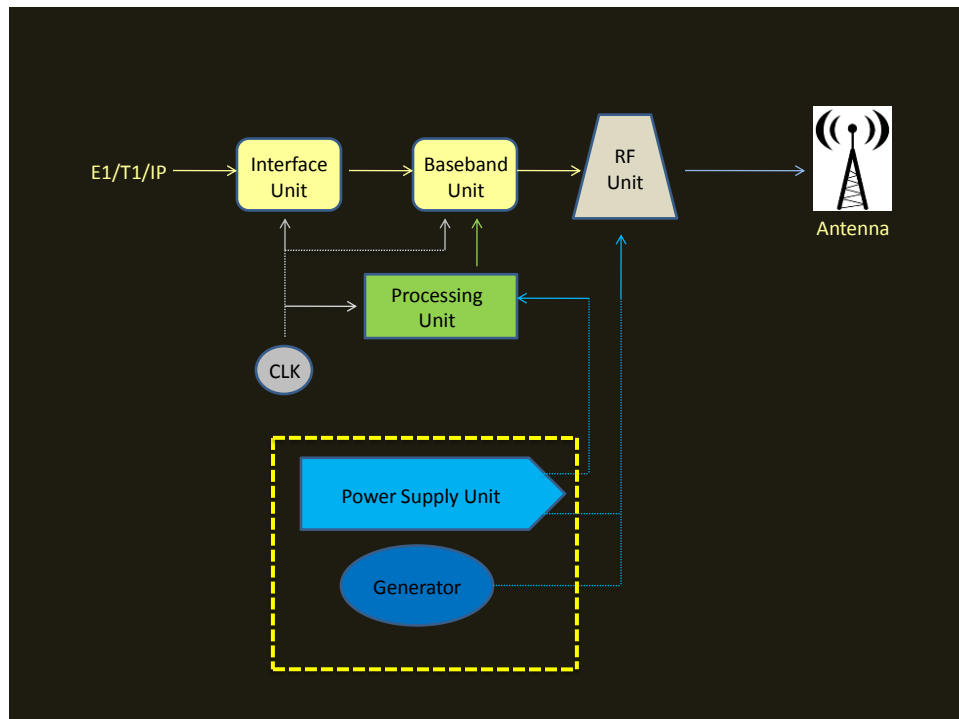 E1/T1/IP
Interface
Unit
Baseband
Unit
RF
Unit
Antenna
Processing
Unit
CLK
Power Supply Unit
Generator